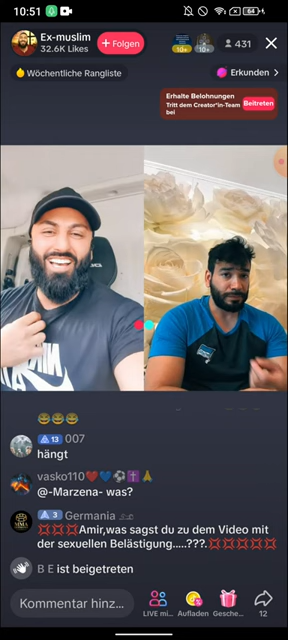 10:51
64
Ex-muslim
32.6K Likes
+ Folgen
10+
10+
431
Wöchentliche Rangliste
Erkunden >
Erhalte Belohnungen
Tritt dem Creator*in-Team bei
Beitreten
😂😂😂
13 007
hängt
vasko110❤️💙⚽✝️🙏
@-Marzena- was?
3 Germania
💢💢💢Amir,was sagst du zu dem Video mit
der sexuellen Belästigung.....???.💢💢💢💢💢
B E ist beigetreten
Kommentar hinz...
LIVE mi...
Aufladen
Gesche...
12